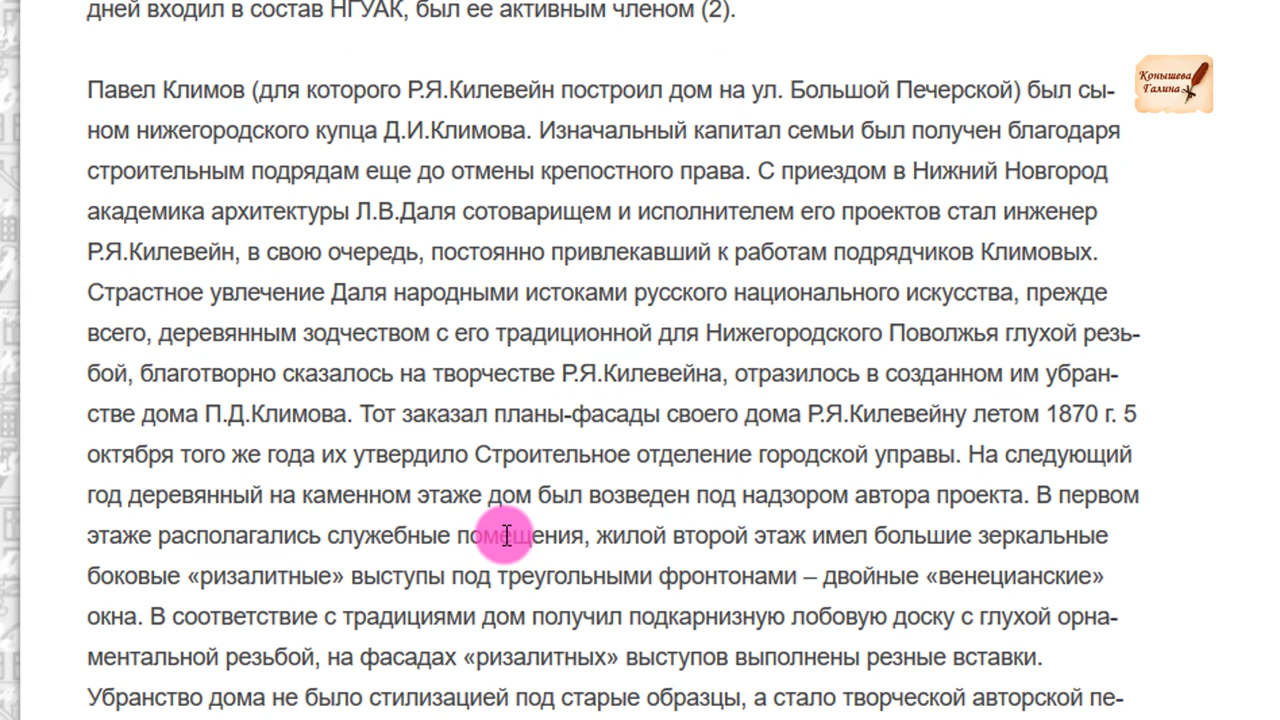 дней входил в состав НГУАК, был ее активным членом (2).
Павел Климов (для которого Р.Я.Килевейн построил дом на ул. Большой Печерской) был сы-
ном нижегородского купца Д.И.Климова. Изначальный капитал семьи был получен благодаря
строительным подрядам еще до отмены крепостного права. С приездом в Нижний Новгород
академика архитектуры Л.В.Даля сотоварищем и исполнителем его проектов стал инженер
Р.Я.Килевейн, в свою очередь, постоянно привлекавший к работам подрядчиков Климовых.
Страстное увлечение Даля народными истоками русского национального искусства, прежде
всего, деревянным зодчеством с его традиционной для Нижегородского Поволжья глухой резь-
бой, благотворно сказалось на творчестве Р.Я.Килевейна, отразилось в созданном им убран-
стве дома П.Д.Климова. Тот заказал планы-фасады своего дома Р.Я.Килевейну летом 1870 г. 5
октября того же года их утвердило Строительное отделение городской управы. На следующий
год деревянный на каменном этаже дом был возведен под надзором автора проекта. В первом
этаже располагались служебные помещения, жилой второй этаж имел большие зеркальные
боковые «ризалитные» выступы под треугольными фронтонами – двойные «венецианские»
окна. В соответствие с традициями дом получил подкарнизную лобовую доску с глухой орна-
ментальной резьбой, на фасадах «ризалитных» выступов выполнены резные вставки.
Убранство дома не было стилизацией под старые образцы, а стало творческой авторской пе-
Конышева
Галина